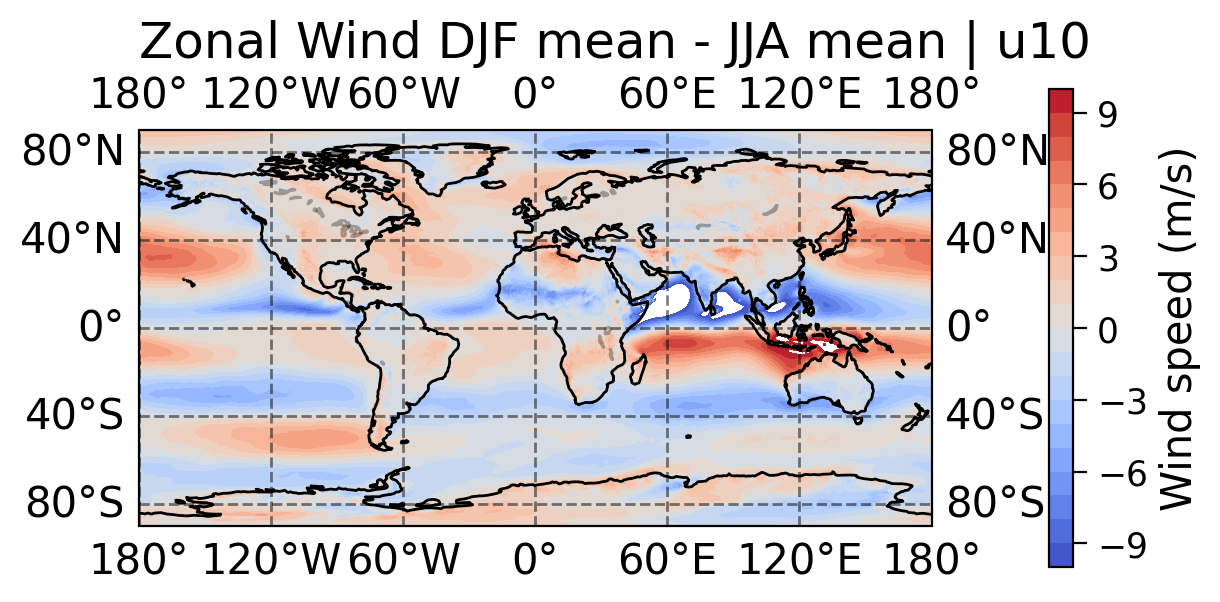 Zonal Wind DJF mean - JJA mean | u10
180° 120°W 60°W 0° 60°E 120°E 180°
80°N 80°N
40°N 40°N
0° 0°
40°S 40°S
80°S 80°S
180° 120°W 60°W 0° 60°E 120°E 180°
9
6
3
0
−3
−6
−9
Wind speed (m/s)